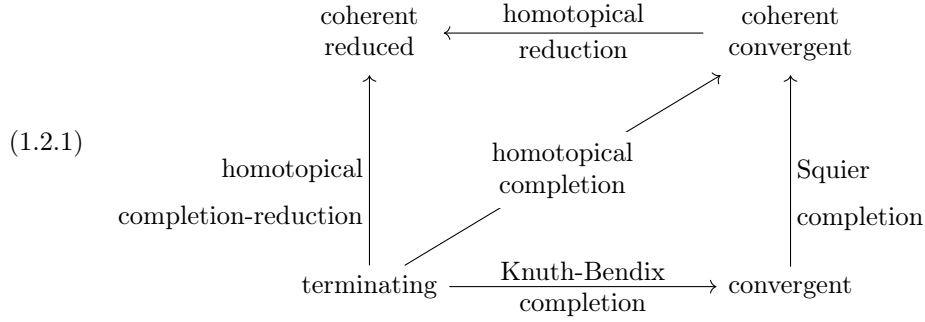 coherent
reduced
homotopical
reduction
coherent
convergent
(1.2.1)
homotopical
completion-reduction
homotopical
completion
Squier
completion
terminating
Knuth-Bendix
completion
convergent